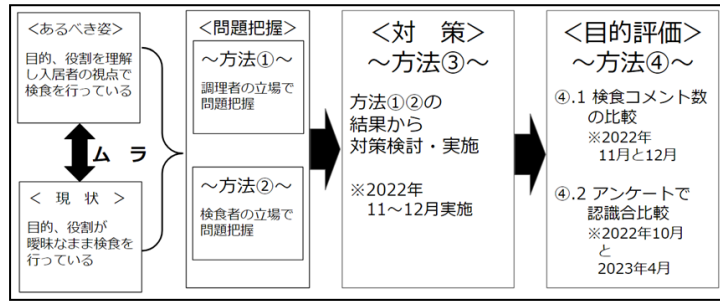 ＜あるべき姿＞
目的、役割を理解
し入居者の視点で
検食を行っている
ム ラ
＜ 現 状 ＞
目的、役割が
曖昧なまま検食を
行っている
＜問題把握＞
～方法①～
調理者の立場で
問題把握
～方法②～
検食者の立場で
問題把握
＜対 策＞
～方法③～
方法①②の
結果から
対策検討・実施
※2022年
11～12月実施
＜目的評価＞
～方法④～
④.1 検食コメント数
の比較
※2022年
11月と12月
④.2 アンケートで
認識合比較
※2022年10月
と
2023年4月